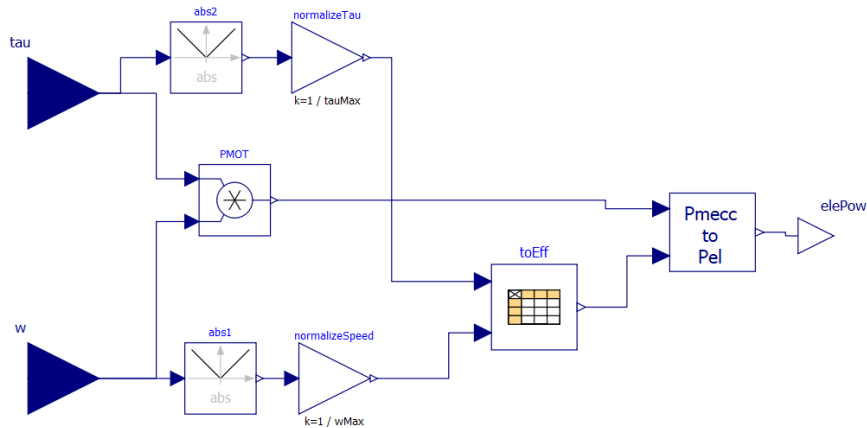 abs2
normalizeTau
tau
abs
k=1 / tauMax
PMOT
elePow
Pmecc
to
Pel
toEff
abs1
normalizeSpeed
w
abs
k=1 / wMax